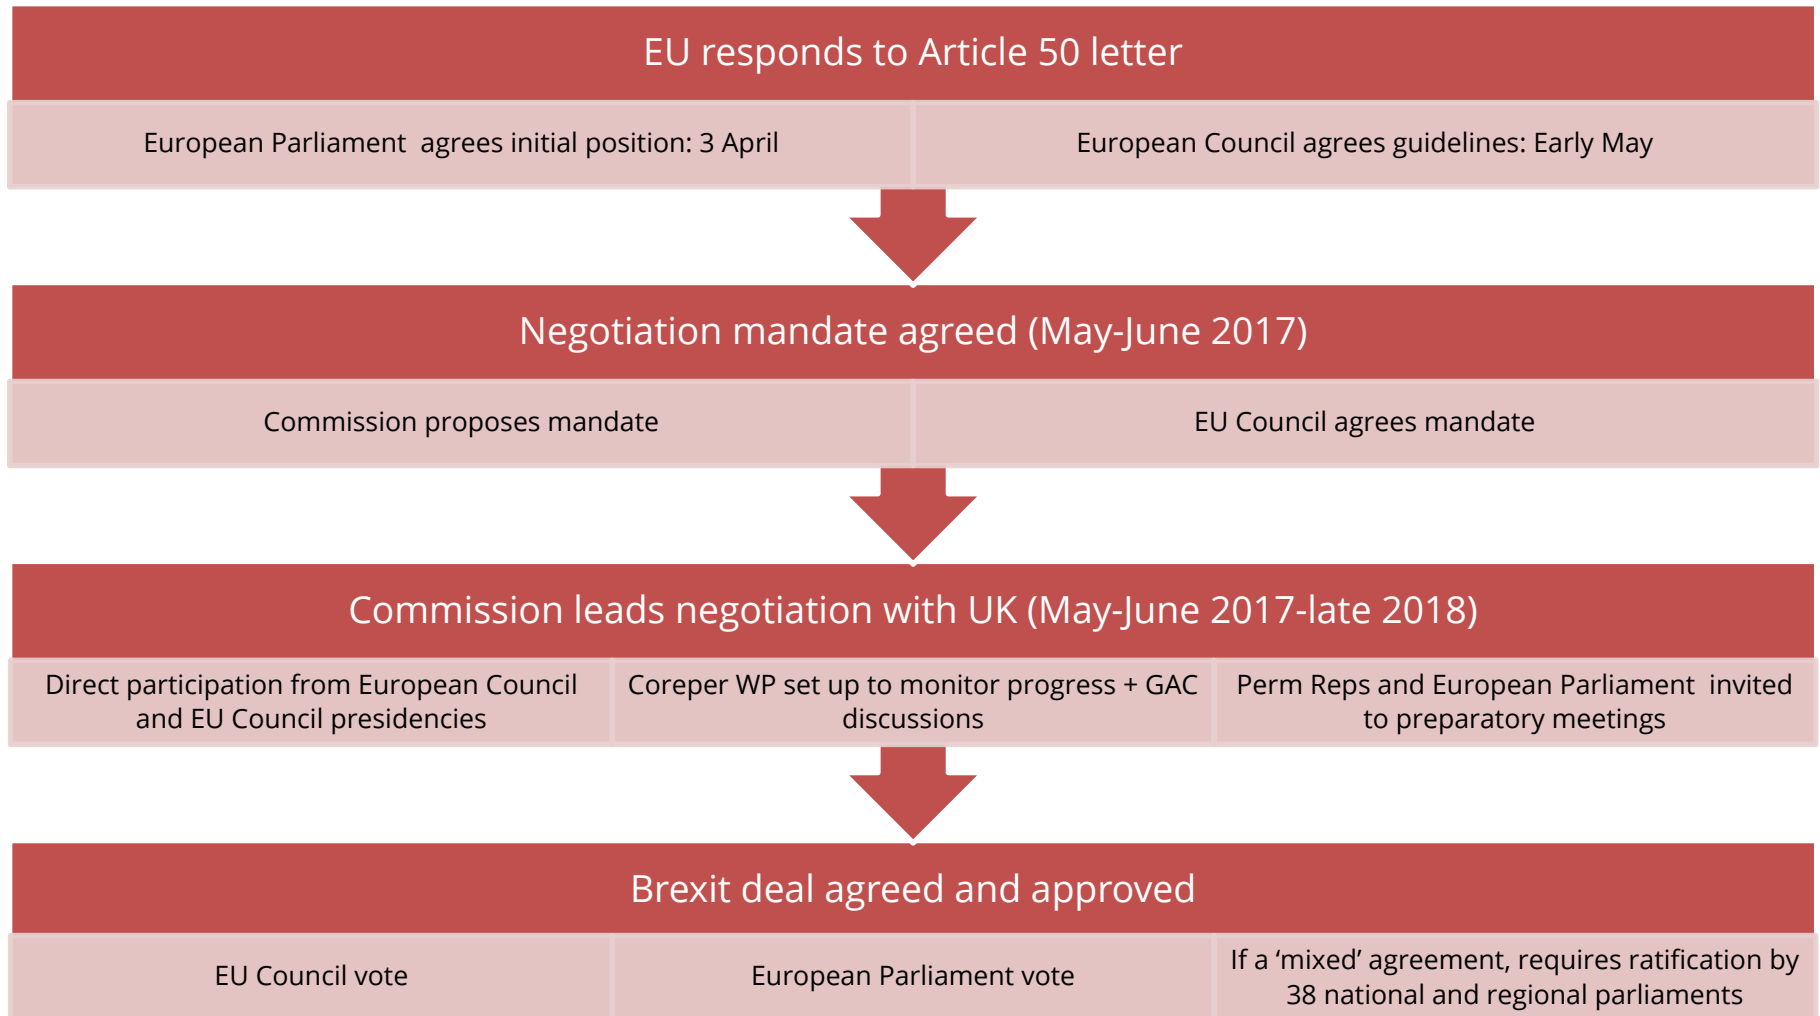 EU responds to Article 50 letter
European Parliament  agrees initial position: 3 April
European Council agrees guidelines: Early May
Negotiation mandate agreed (May-June 2017)
Commission proposes mandate
EU Council agrees mandate
Commission leads negotiation with UK (May-June 2017-late 2018)
Direct participation from European Council
and EU Council presidencies
Coreper WP set up to monitor progress + GAC
discussions
Perm Reps and European Parliament  invited
to preparatory meetings
Brexit deal agreed and approved
EU Council vote
European Parliament vote
If a ‘mixed’ agreement, requires ratification by
38 national and regional parliaments